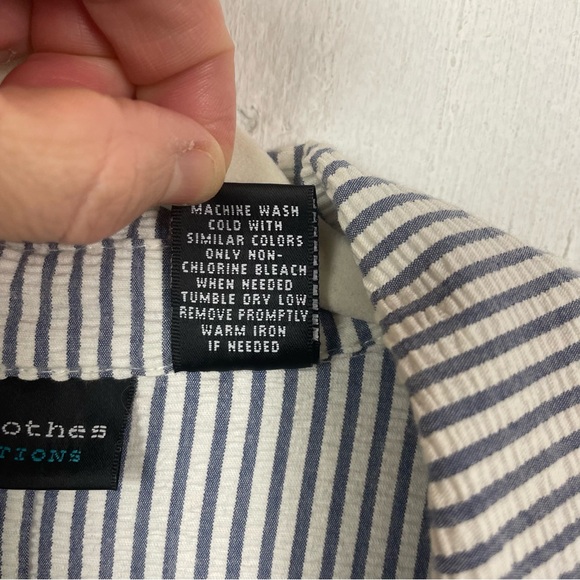 MACHINE WASH
COLD WITH
SIMILAR COLORS
ONLY NON-
CHLORINE BLEACH
WHEN NEEDED
TUMBLE DRY LOW
REMOVE PROMPTLY
WARM IRON
IF NEEDED
othes
TIONS